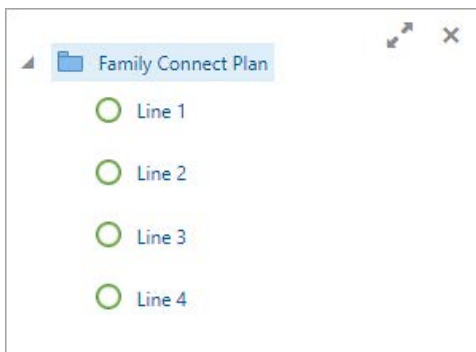 Family Connect Plan
Line 1
Line 2
Line 3
Line 4